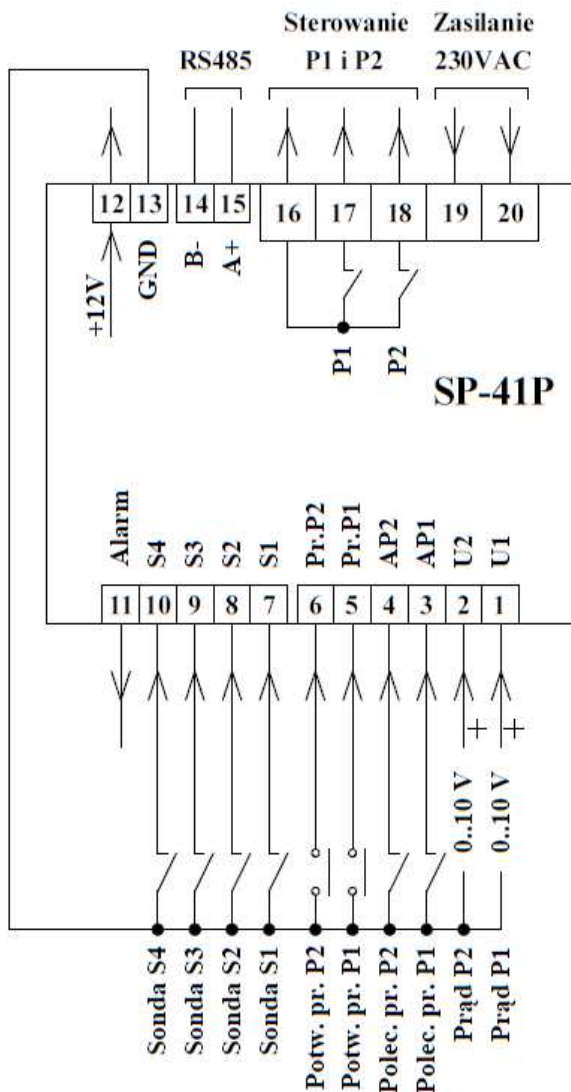 Sterowanie Zasilanie
RS485 P1 i P2 230VAC
12 13 14 15 16 17 18 19 20
+12V
GND
B-
A+
P1
P2
SP-41P
Alarm
S4
S3
S2
S1
Pr.P2
Pr.P1
AP2
AP1
U2
U1
11 10 9 8 7 6 5 4 3 2 1
+ +
0..10 V
0..10 V
Sonda S4
Sonda S3
Sonda S2
Sonda S1
Potw. pr. P2
Potw. pr. P1
Polec. pr. P2
Polec. pr. P1
Prąd P2
Prąd P1